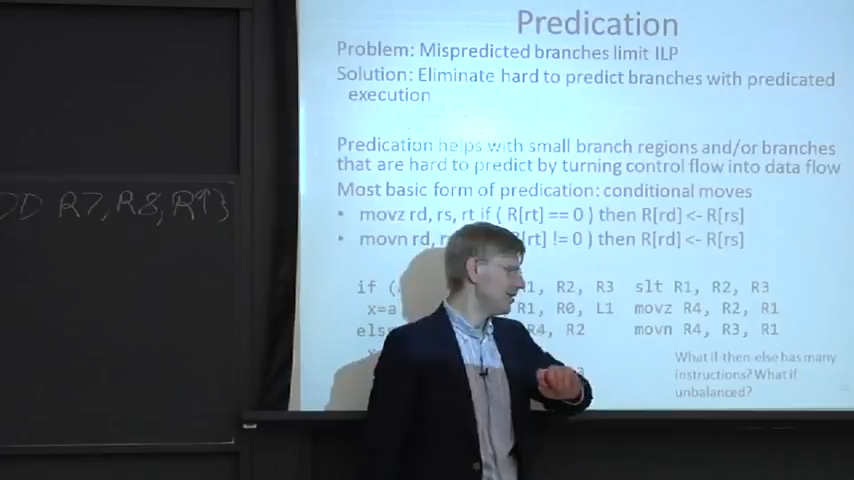 Predication
Problem: Mispredicted branches limit ILP
Solution: Eliminate hard to predict branches with predicated
execution
Predication helps with small branch regions and/or branches
that are hard to predict by turning control flow into data flow
Most basic form of predication: conditional moves
• movz rd, rs, rt if ( R[rt] == 0 ) then R[rd] <- R[rs]
• movn rd, R[rt] != 0 ) then R[rd] <- R[rs]
if ( R1, R2, R3 slt R1, R2, R3
x=a R1, R0, L1 movz R4, R2, R1
R4, R2 movn R4, R3, R1
What if-then-else has many
instructions? What if
unbalanced?
R7, R8,